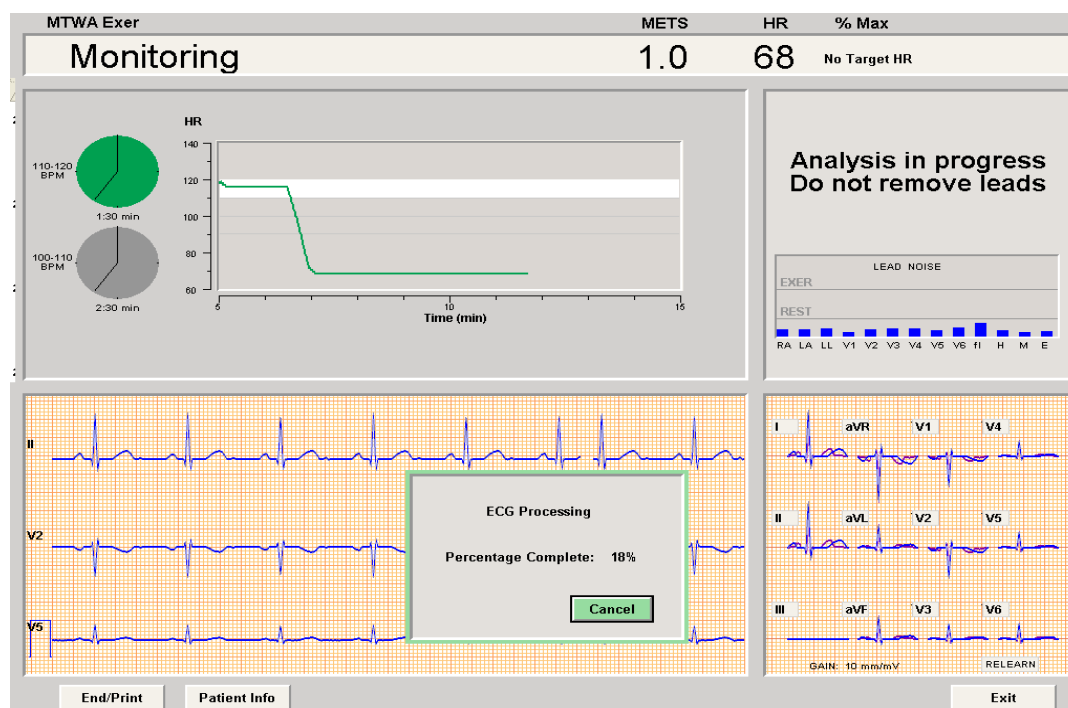 MTWA Exer METS HR % Max
Monitoring 1.0 68 No Target HR
HR
140
120
100
80
60
110-120
BPM
1:30 min
100-110
BPM
2:30 min
5 10 15
Time (min)
Analysis in progress
Do not remove leads
LEAD NOISE
EXER
REST
RA LA LL V1 V2 V3 V4 V5 V6 fl H M E
II
V2
V5
ECG Processing
Percentage Complete: 18%
Cancel
I aVR V1 V4
II aVL V2 V5
III aVF V3 V6
GAIN: 10 mm/mV RELEARN
End/Print Patient Info Exit